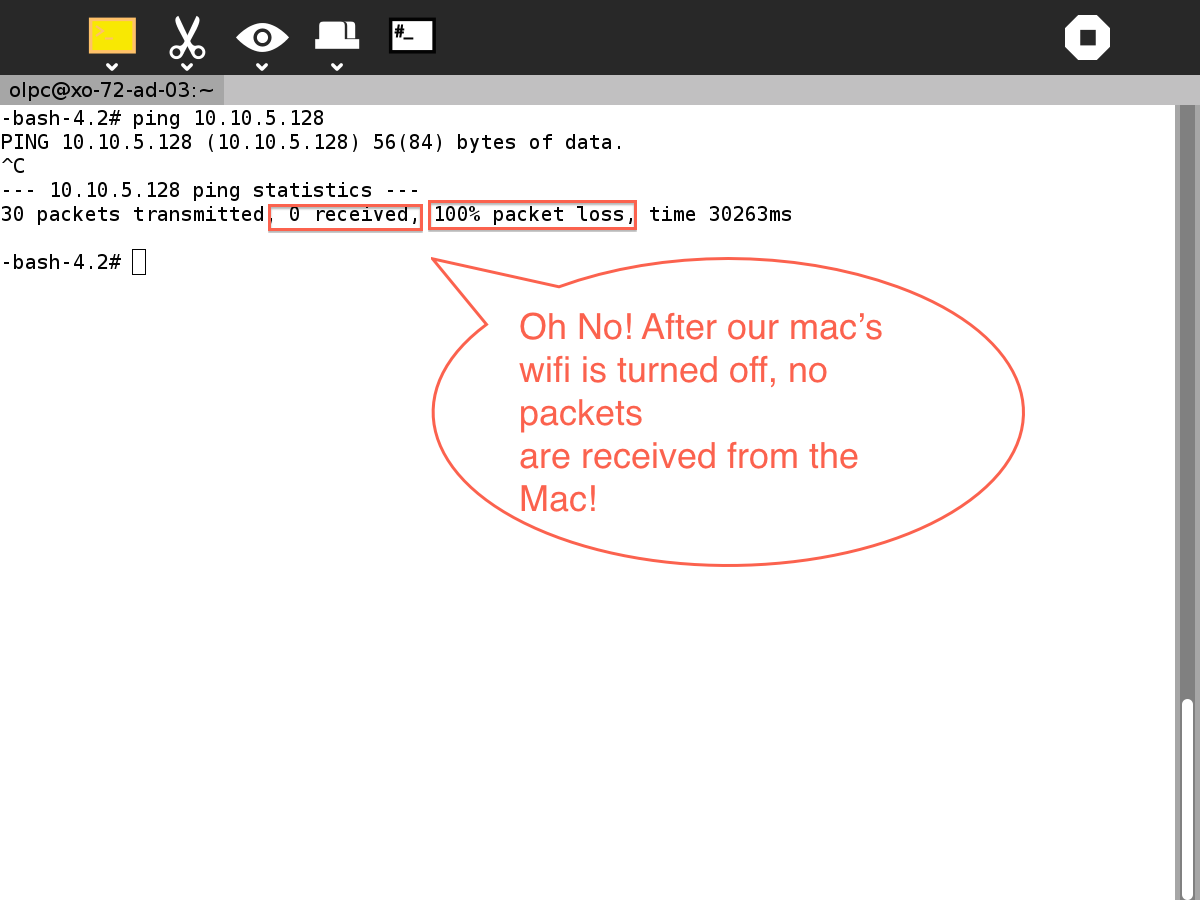 >_
#_
olpc@xo-72-ad-03:~
-bash-4.2# ping 10.10.5.128
PING 10.10.5.128 (10.10.5.128) 56(84) bytes of data.
^C
--- 10.10.5.128 ping statistics ---
30 packets transmitted, 0 received, 100% packet loss, time 30263ms
-bash-4.2#
Oh No! After our mac’s
wifi is turned off, no
packets
are received from the
Mac!